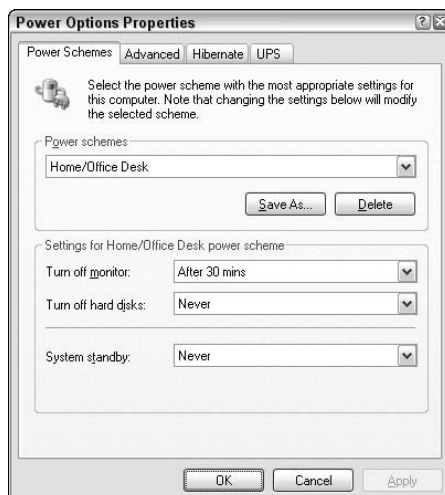 Power Options Properties
Power Schemes Advanced Hibernate UPS
Select the power scheme with the most appropriate settings for
this computer. Note that changing the settings below will modify
the selected scheme.
Power schemes
Home/Office Desk
Save As... Delete
Settings for Home/Office Desk power scheme
Turn off monitor: After 30 mins
Turn off hard disks: Never
System standby: Never
OK Cancel Apply